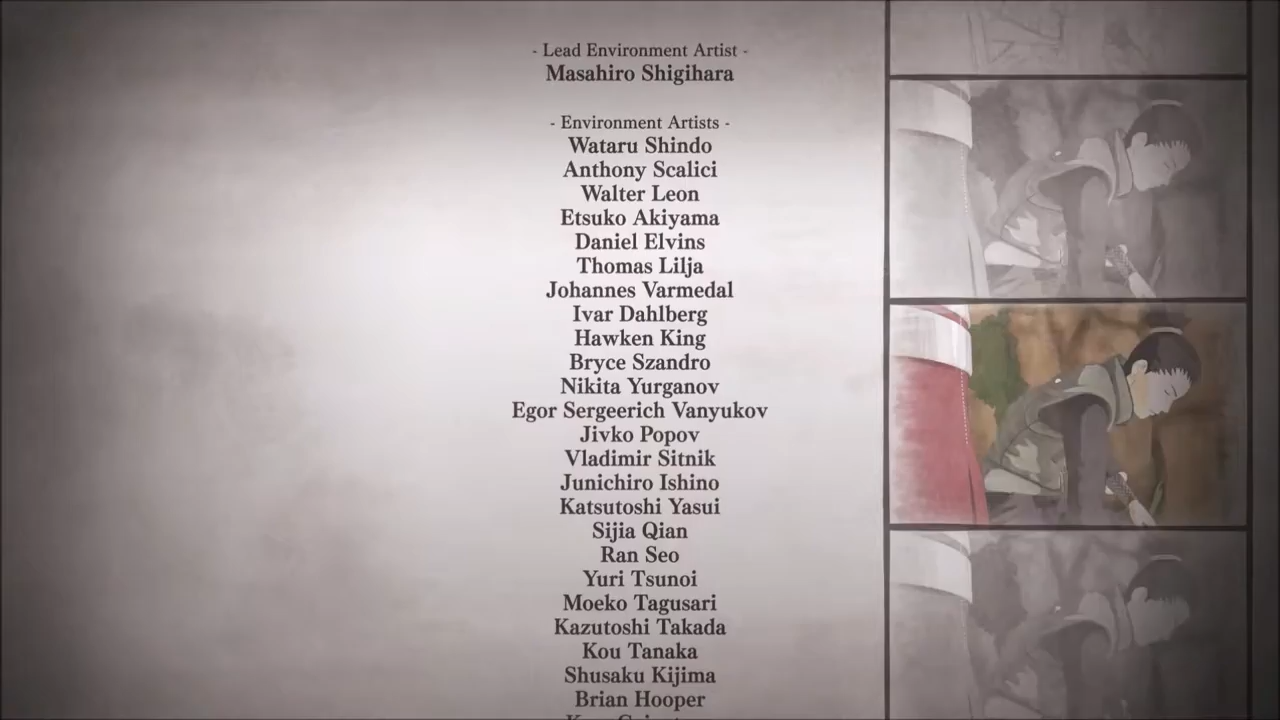 - Lead Environment Artist -
Masahiro Shigihara
- Environment Artists -
Wataru Shindo
Anthony Scalici
Walter Leon
Etsuko Akiyama
Daniel Elvins
Thomas Lilja
Johannes Varmedal
Ivar Dahlberg
Hawken King
Bryce Szandro
Nikita Yurganov
Egor Sergeerich Vanyukov
Jivko Popov
Vladimir Sitnik
Junichiro Ishino
Katsutoshi Yasui
Sijia Qian
Ran Seo
Yuri Tsunoi
Moeko Tagusari
Kazutoshi Takada
Kou Tanaka
Shusaku Kijima
Brian Hooper